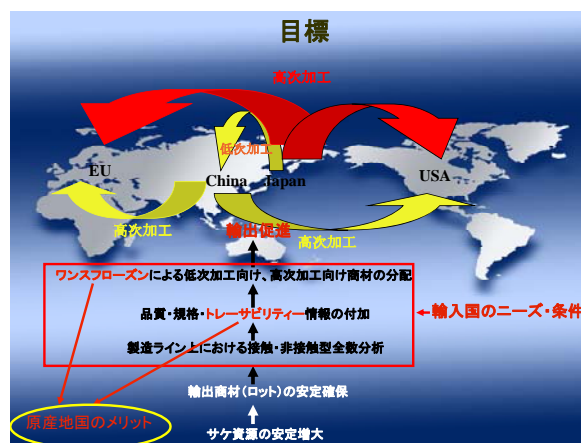 目標
高次加工
低次加工
EU
China
Japan
USA
高次加工
高次加工
輸出促進
ワンスフローズンによる低次加工向け、高次加工向け商材の分配
品質・規格・トレーサビリティー情報の付加
輸入国のニーズ・条件
製造ライン上における接触・非接触型全数分析
輸出商材(ロット)の安定確保
原産地国のメリット
サケ資源の安定増大